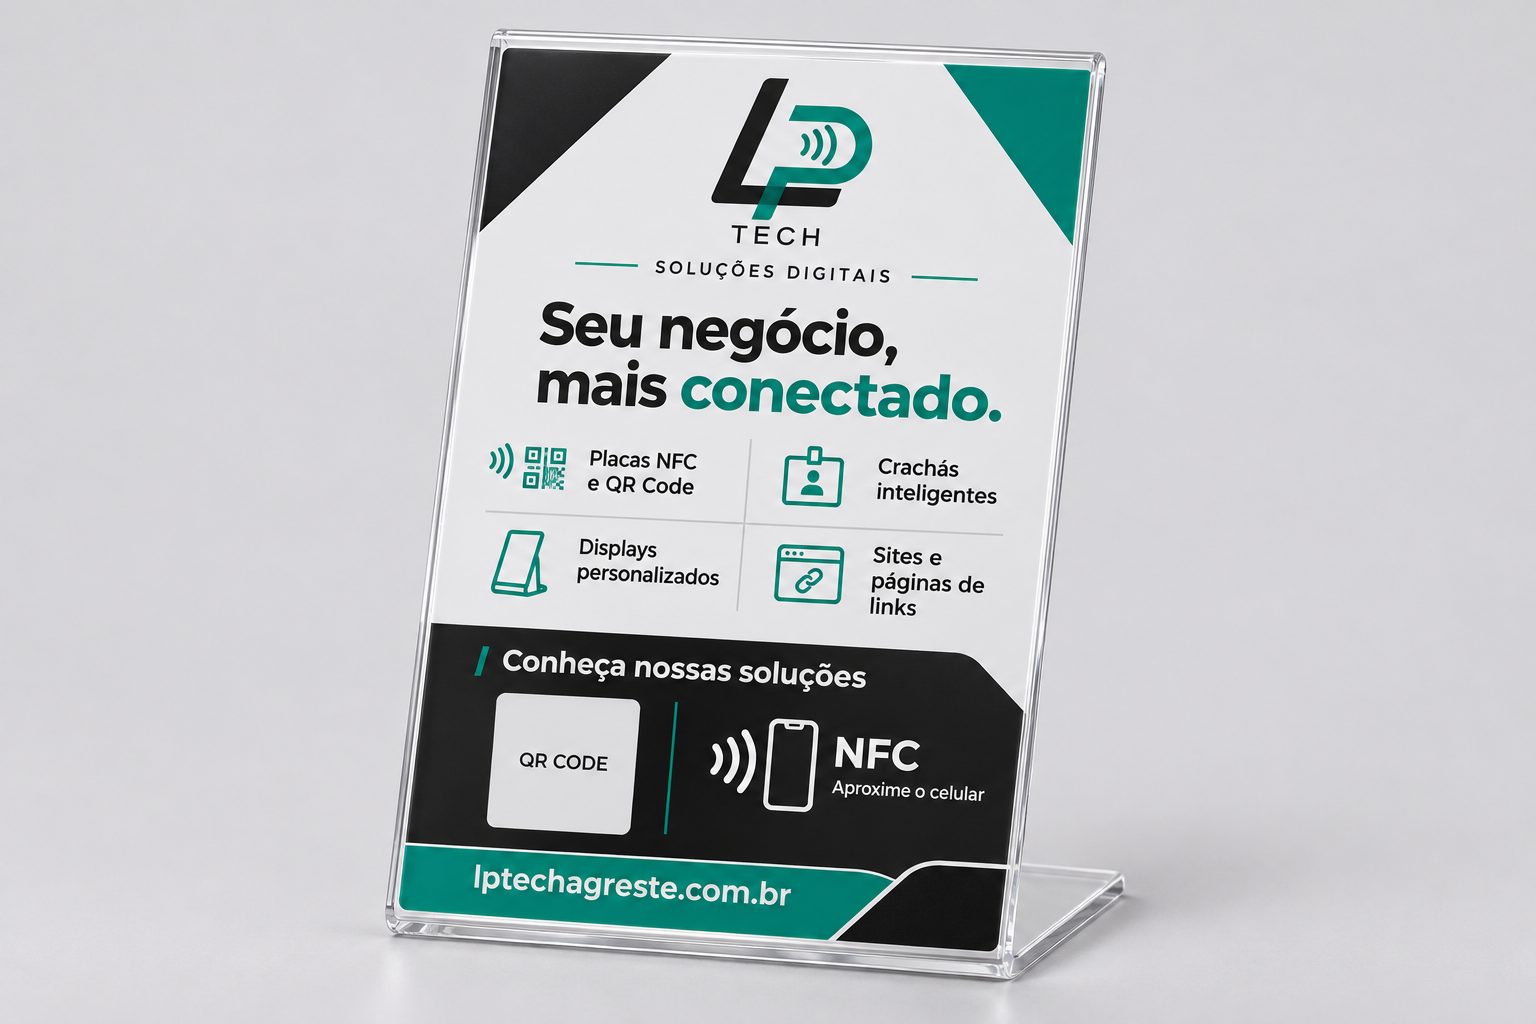 LP
TECH
SOLUÇÕES DIGITAIS
Seu negócio,
mais conectado.
Placas NFC
e QR Code
Crachás
inteligentes
Displays
personalizados
Sites e
páginas de
links
Conheça nossas soluções
QR CODE
NFC
Aproxime o celular
lptechagreste.com.br